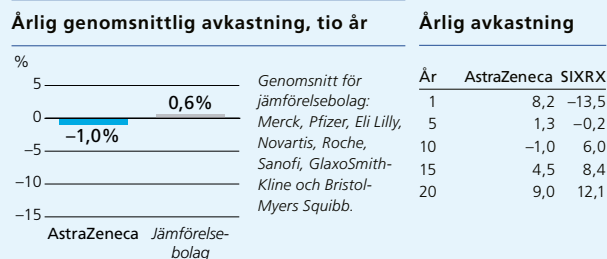 Årlig genomsnittlig avkastning, tio år
%
5
0
–5
–10
–15
0,6%
–1,0%
AstraZeneca
Jämförelse-
bolag
Genomsnitt för
jämförelsebolag:
Merck, Pfizer, Eli Lilly,
Novartis, Roche,
Sanofi, GlaxoSmith-
Kline och Bristol-
Myers Squibb.
Årlig avkastning
År AstraZeneca SIXRX
1 8,2 –13,5
5 1,3 –0,2
10 –1,0 6,0
15 4,5 8,4
20 9,0 12,1